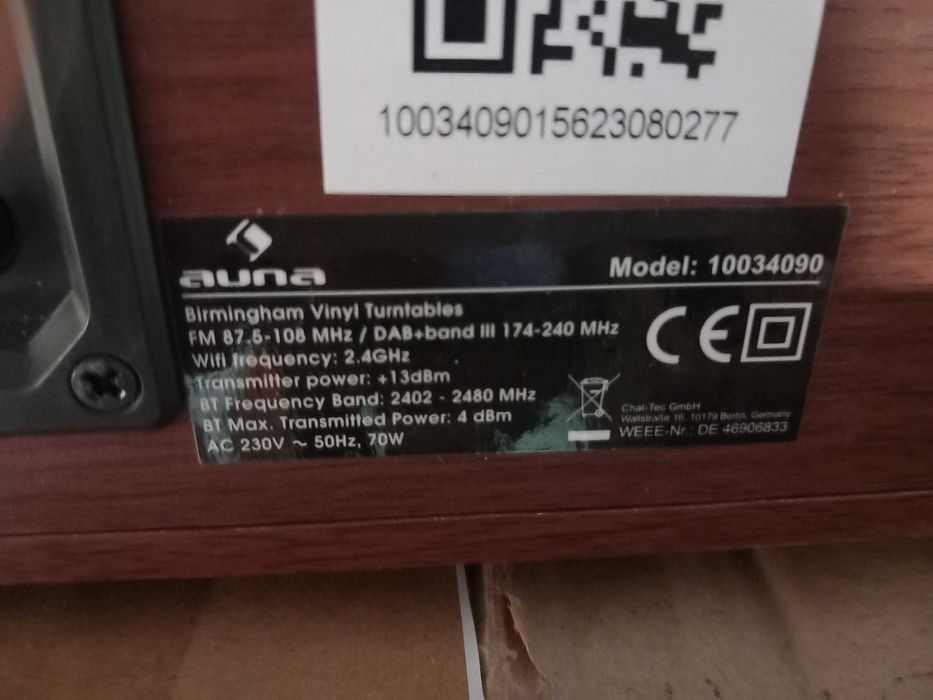 1003409015623080277
auna
Model: 10034090
Birmingham Vinyl Turntables
FM 87.5-108 MHz / DAB+band III 174-240 MHz
Wifi frequency: 2.4GHz
Transmitter power: +13dBm
BT Frequency Band: 2402 - 2480 MHz
BT Max. Transmitted Power: 4 dBm
AC 230V ~ 50Hz, 70W
CE
Chal-Tec GmbH
Wallstraße 16, 10179 Berlin, Germany
WEEE-Nr.: DE 46906833